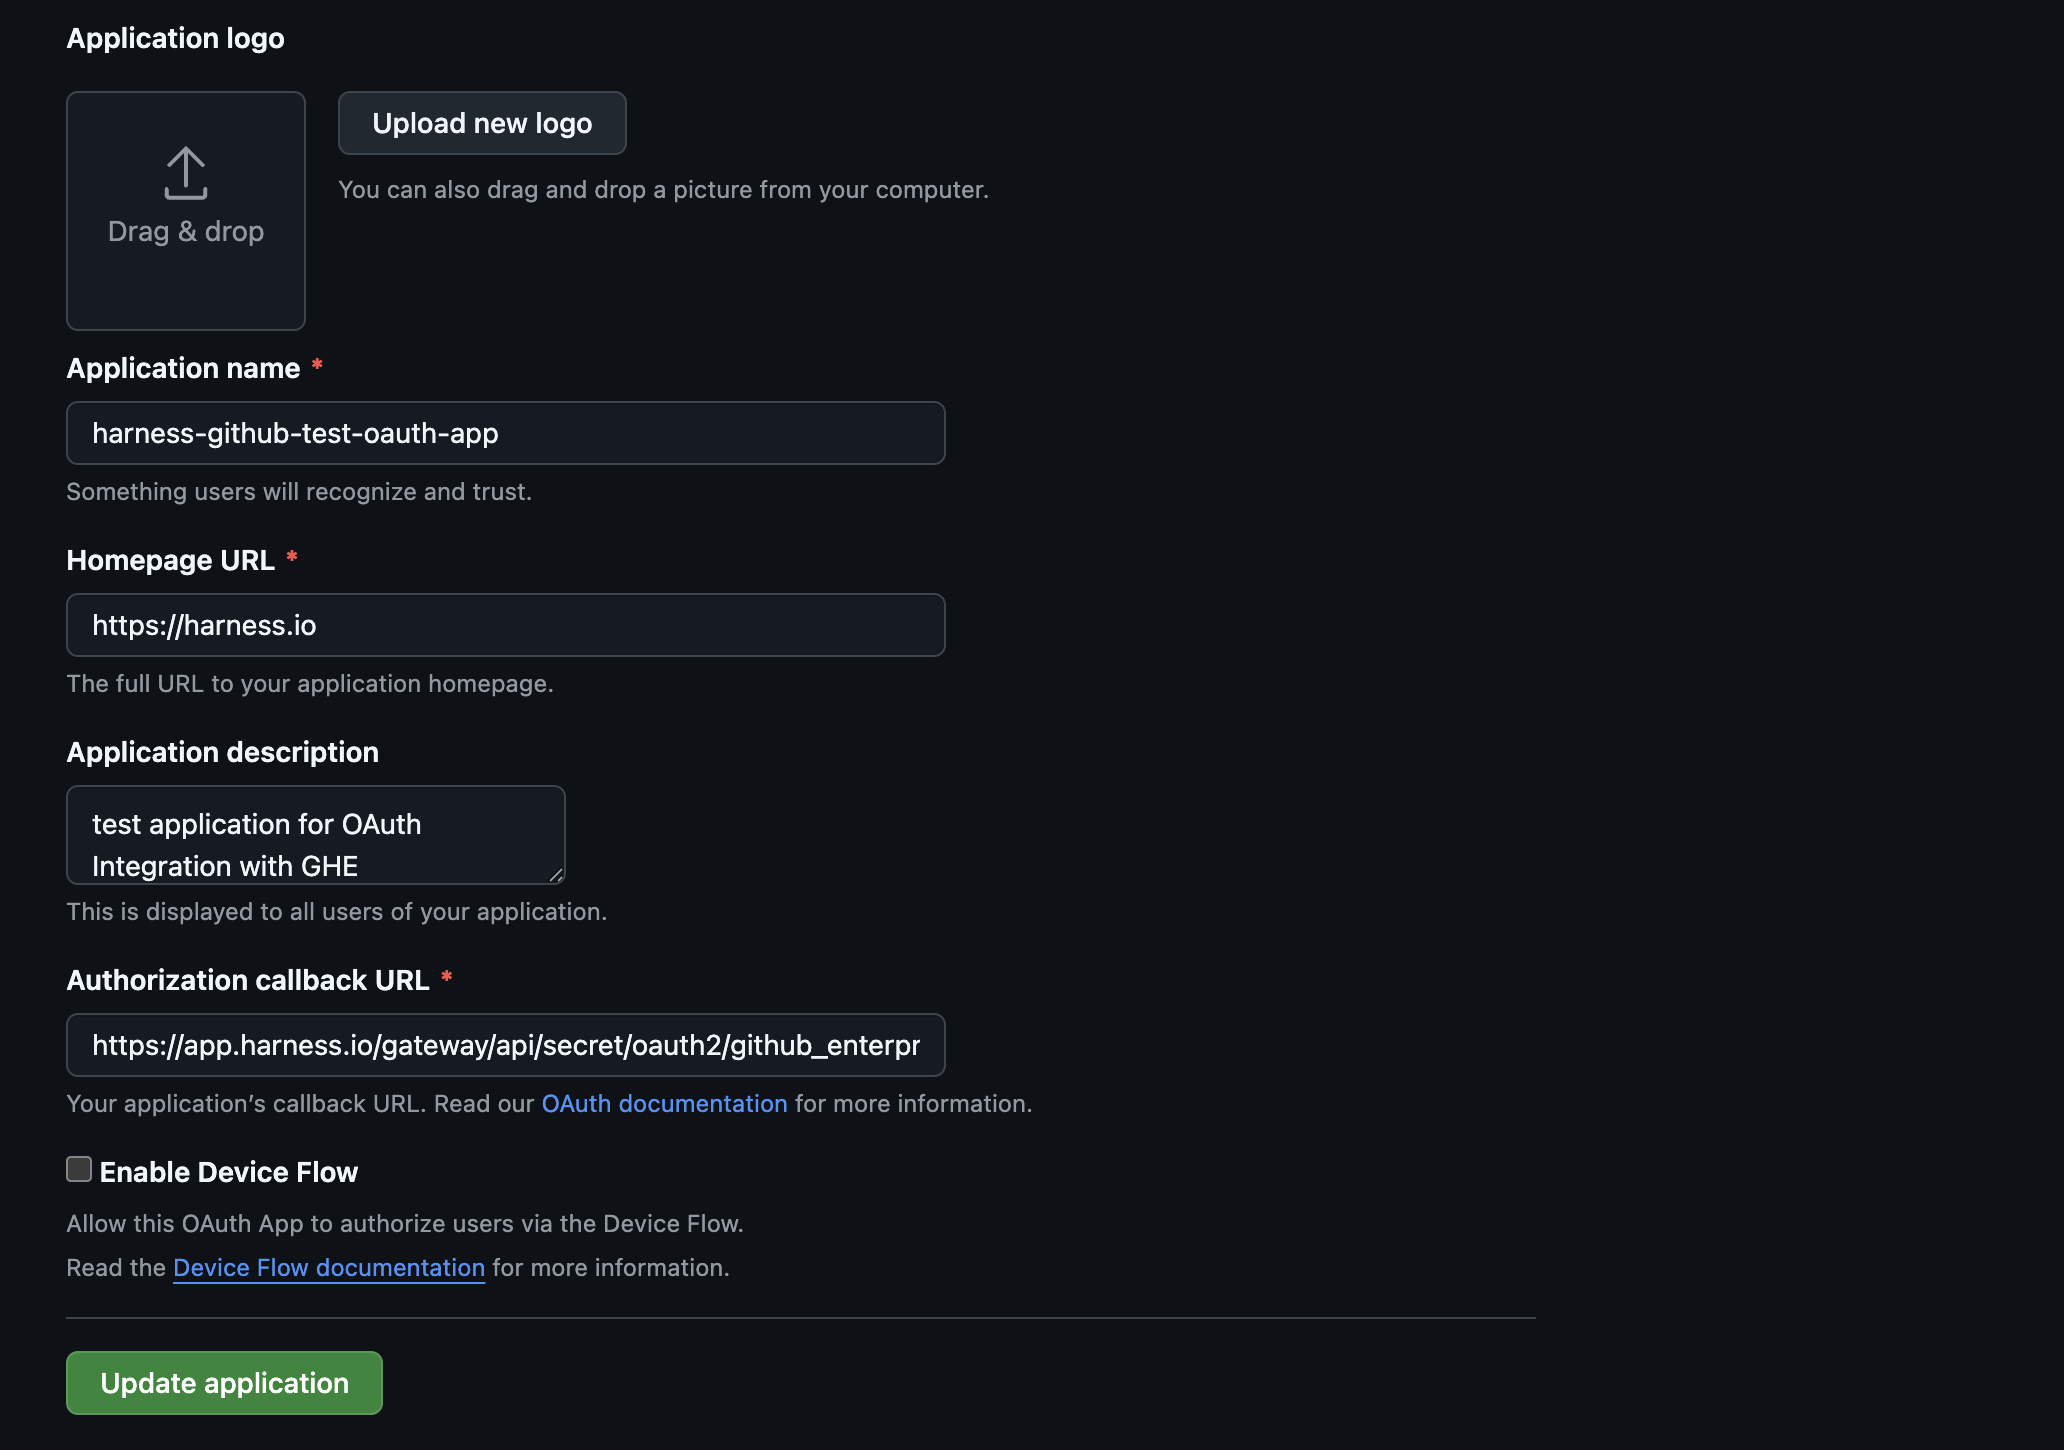 Application logo
Upload new logo
You can also drag and drop a picture from your computer.
Drag & drop
Application name *
harness-github-test-oauth-app
Something users will recognize and trust.
Homepage URL *
https://harness.io
The full URL to your application homepage.
Application description
test application for OAuth
Integration with GHE
This is displayed to all users of your application.
Authorization callback URL *
https://app.harness.io/gateway/api/secret/oauth2/github_enterpr
Your application's callback URL. Read our OAuth documentation for more information.
Enable Device Flow
Allow this OAuth App to authorize users via the Device Flow.
Read the Device Flow documentation for more information.
Update application